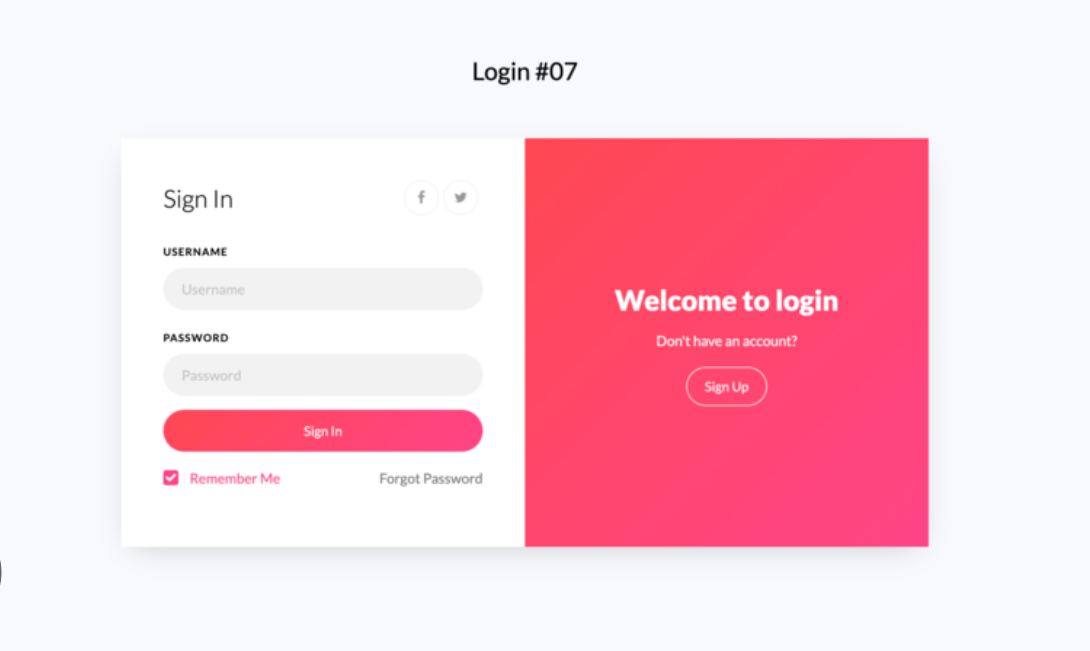 Login #07
Sign In
USERNAME
Username
PASSWORD
Password
Sign In
Remember Me
Forgot Password
Welcome to login
Don't have an account?
Sign Up